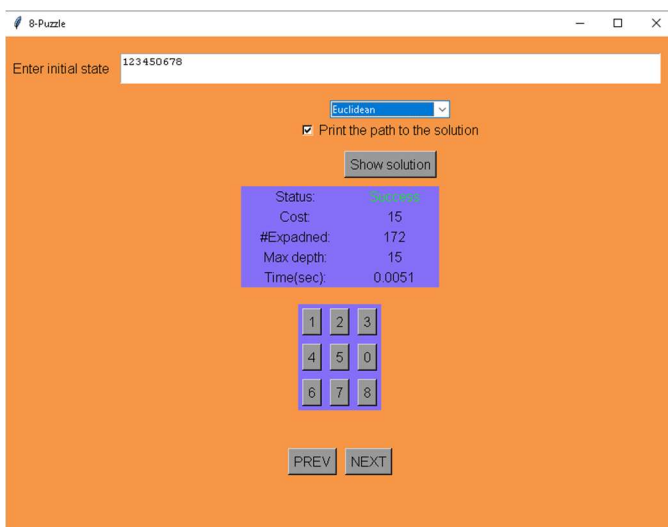 8-Puzzle
Enter initial state 123450678
Euclidean
Print the path to the solution
Show solution
Status: Success
Cost: 15
#Expadned: 172
Max depth: 15
Time(sec): 0.0051
1 2 3
4 5 0
6 7 8
PREV NEXT